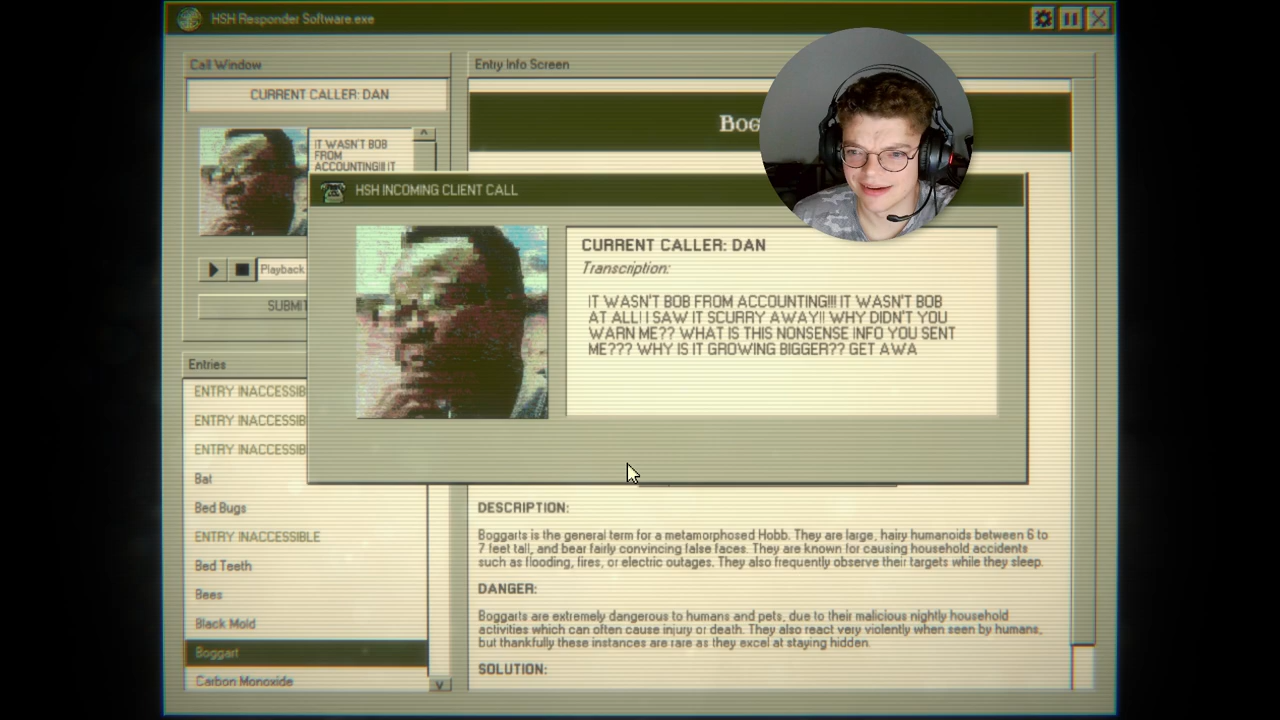 HSH Responder Software.exe
Call Window
CURRENT CALLER: DAN
IT WASN'T BOB
FROM
ACCOUNTING!!! IT
Playback
SUBMI
Entries
ENTRY INACCESSIB
ENTRY INACCESSIB
ENTRY INACCESSIB
Bat
Bed Bugs
ENTRY INACCESSIBLE
Bed Teeth
Bees
Black Mold
Boggart
Carbon Monoxide
Entry Info Screen
BOG
HSH INCOMING CLIENT CALL
CURRENT CALLER: DAN
Transcription:
IT WASN'T BOB FROM ACCOUNTING!!! IT WASN'T BOB
AT ALL! I SAW IT SCURRY AWAY!! WHY DIDN'T YOU
WARN ME?? WHAT IS THIS NONSENSE INFO YOU SENT
ME??? WHY IS IT GROWING BIGGER?? GET AWA
DESCRIPTION:
Boggarts is the general term for a metamorphosed Hobb. They are large, hairy humanoids between 6 to
7 feet tall, and bear fairly convincing false faces. They are known for causing household accidents
such as flooding, fires, or electric outages. They also frequently observe their targets while they sleep.
DANGER:
Boggarts are extremely dangerous to humans and pets, due to their malicious nightly household
activities which can often cause injury or death. They also react very violently when seen by humans,
but thankfully these instances are rare as they excel at staying hidden.
SOLUTION: